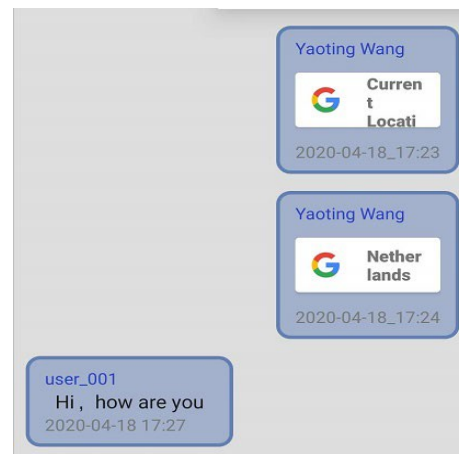 Yaoting Wang
Curren
t
Locati
2020-04-18_17:23
Yaoting Wang
Nether
lands
2020-04-18_17:24
user_001
Hi, how are you
2020-04-18 17:27